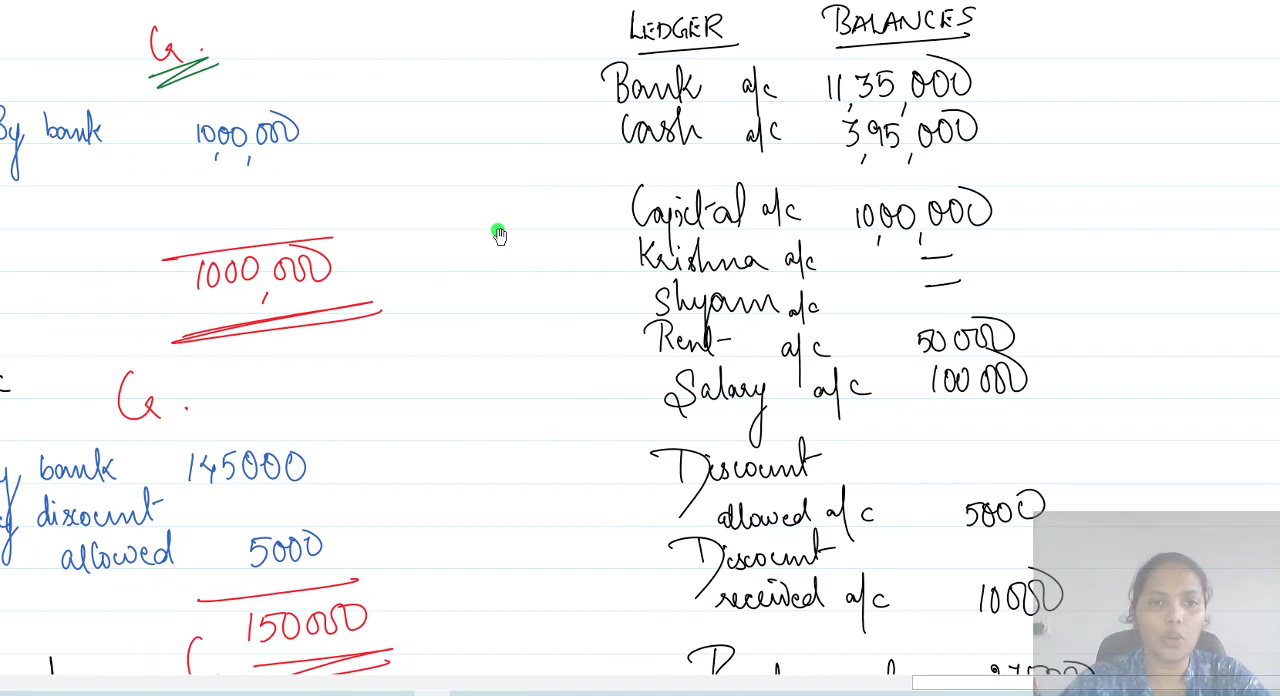 Cr.
By bank 1000,000
1000,000
Cr.
By bank 145000
By discount
allowed 5000
150000
LEDGER BALANCES
Bank a/c 11,35,000
Cash a/c 3,95,000
Capital a/c 10,00,000
Krishna a/c —
Shyam a/c —
Rent a/c 50000
Salary a/c 100000
Discount
allowed a/c 5000
Discount
received a/c 10000